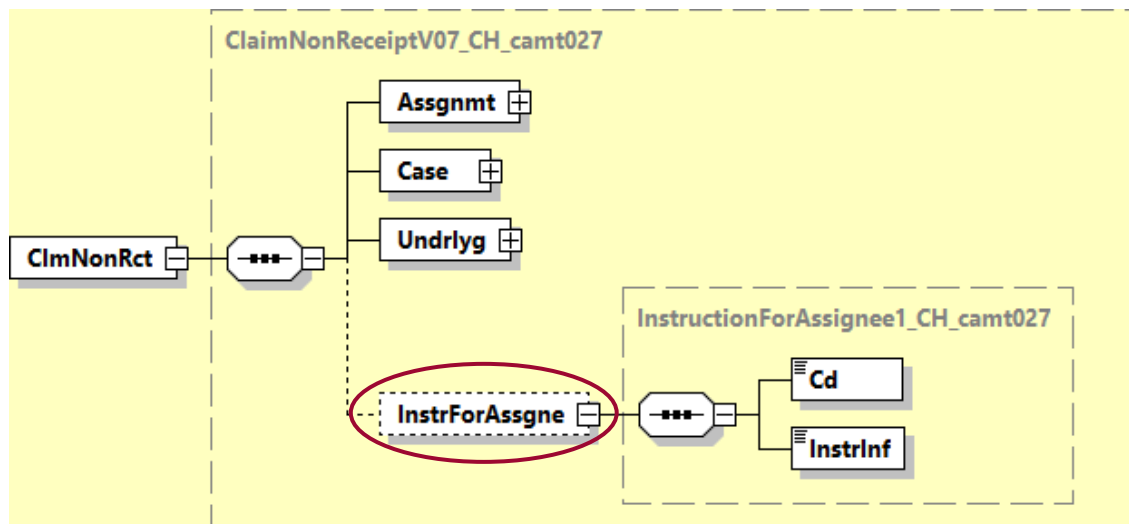 ClaimNonReceiptV07_CH_camt027
Assgnmt
Case
Undrlyg
ClmNonRct
InstructionForAssignee1_CH_camt027
Cd
InstrForAssgne
InstrInf